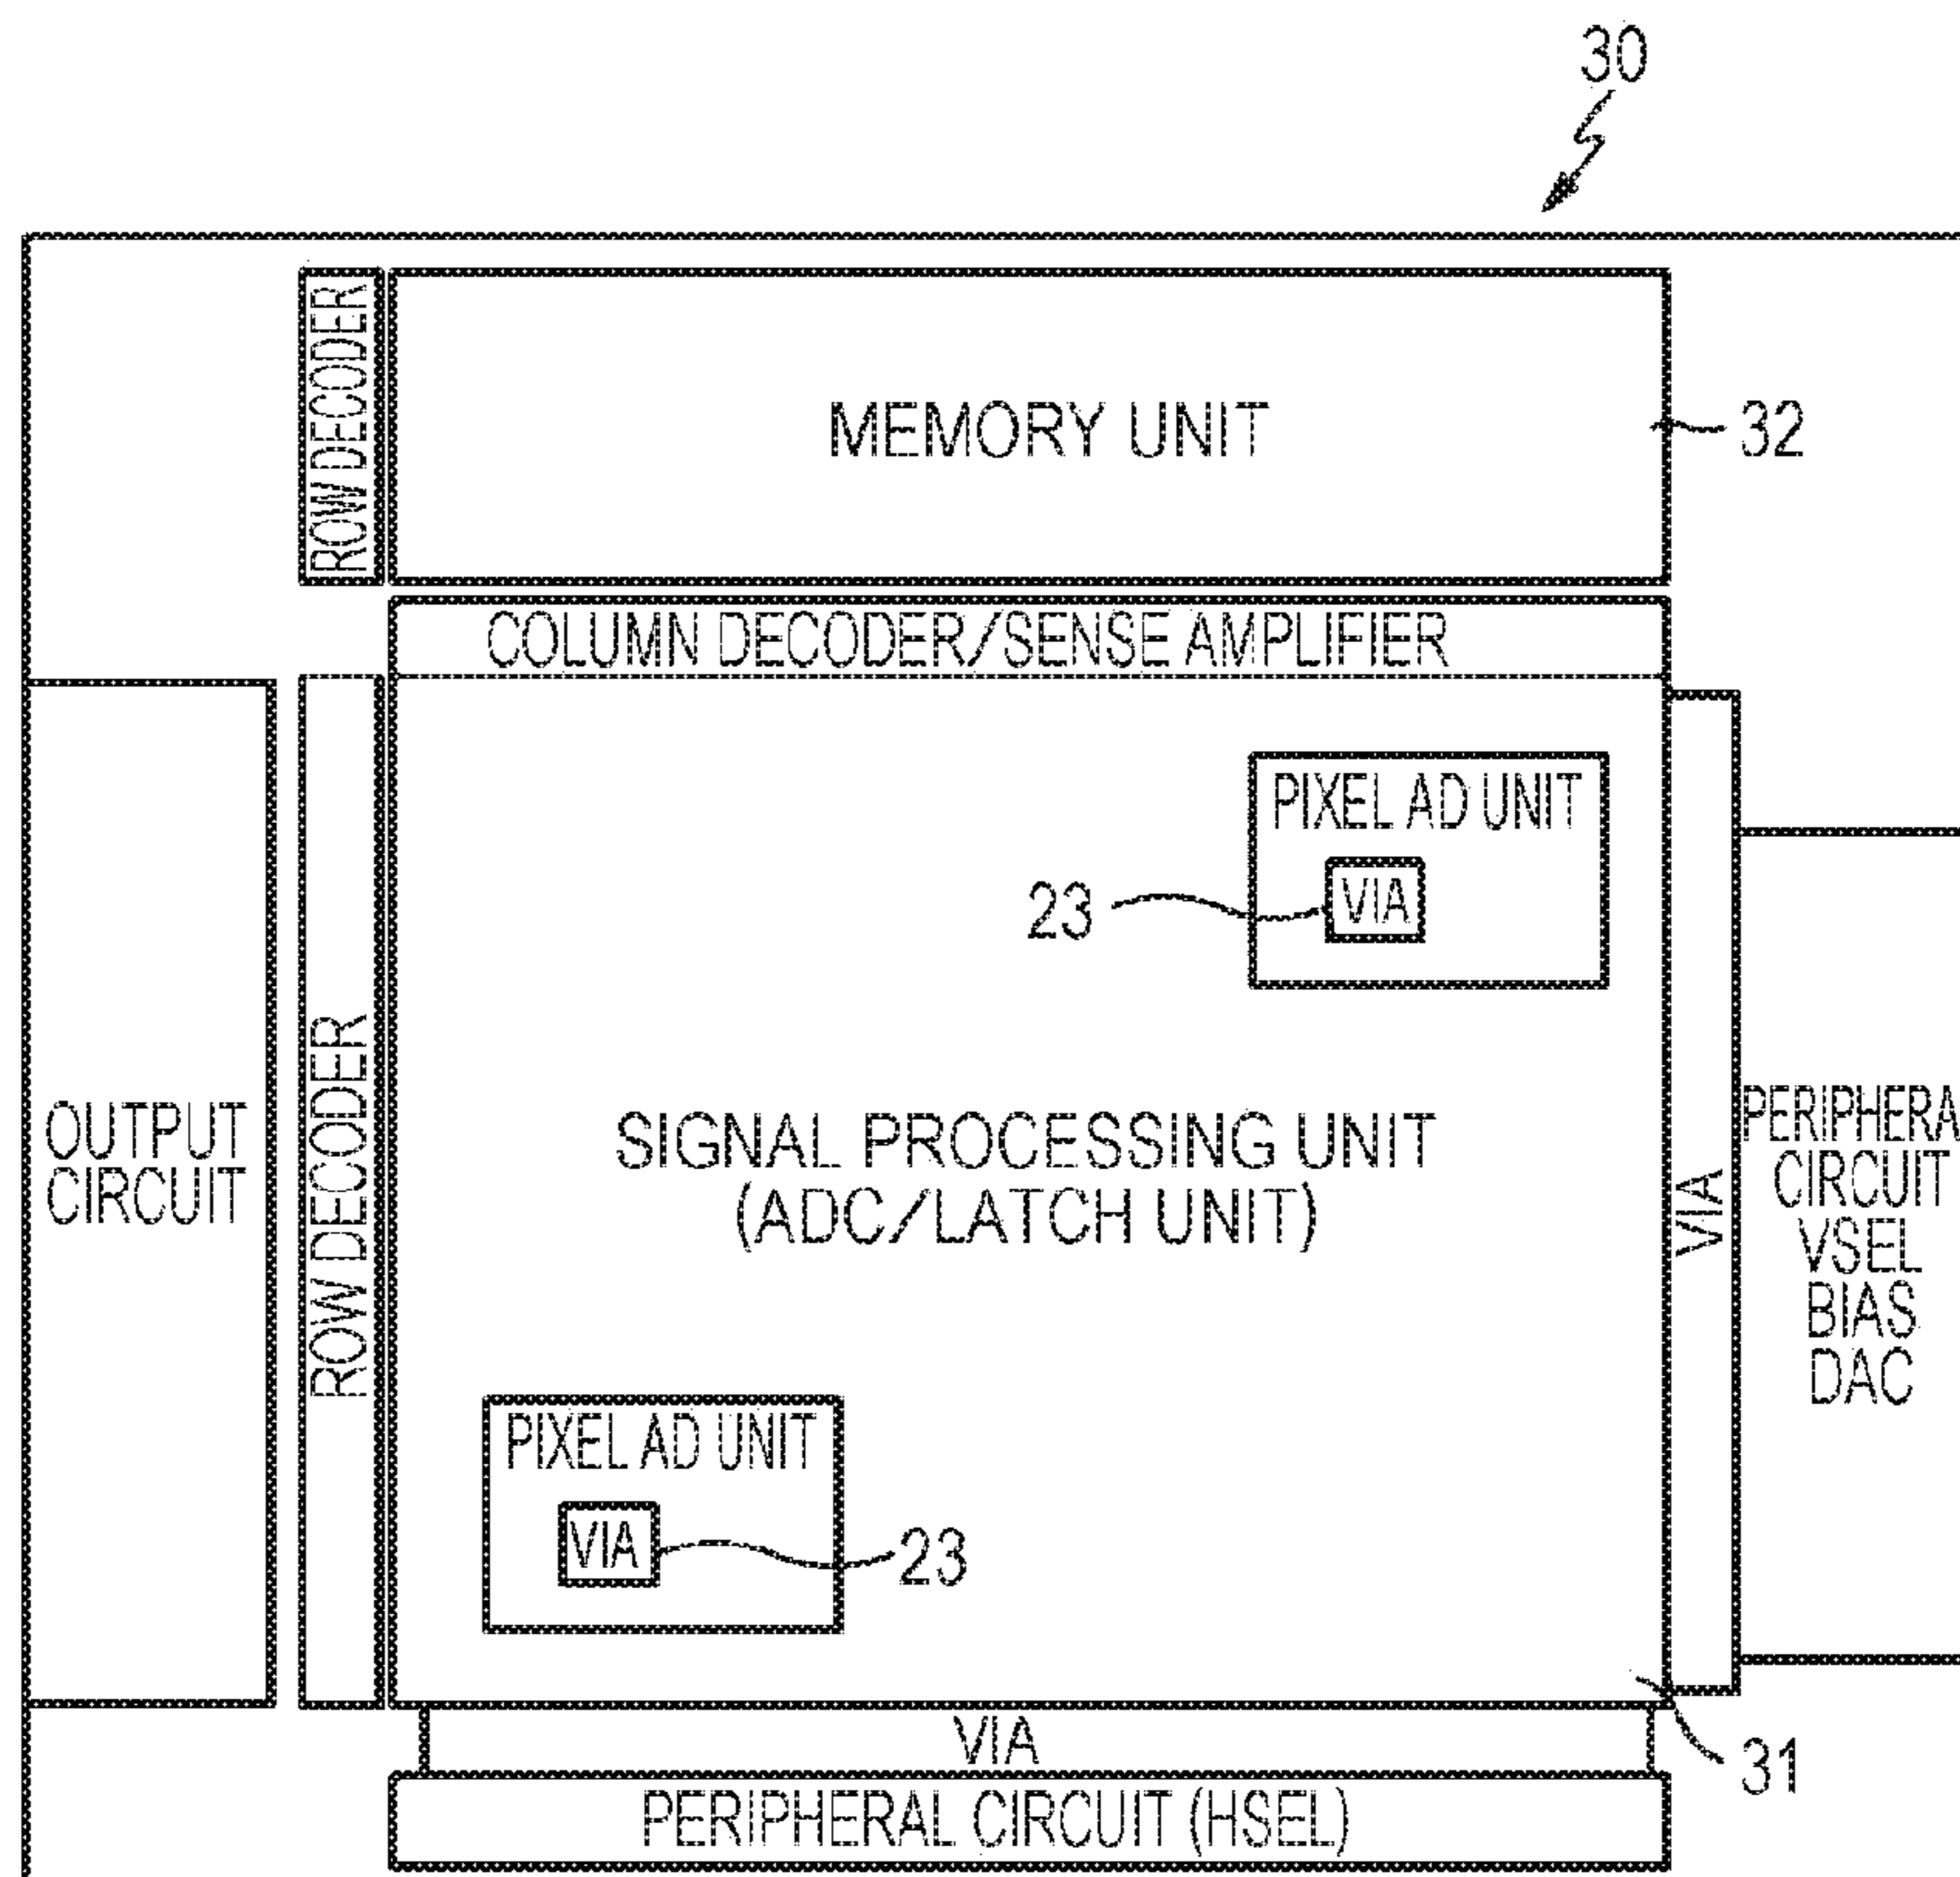 30
ROW DECODER
MEMORY UNIT
32
COLUMN DECODER/SENSE AMPLIFIER
PIXEL AD UNIT
VIA
23
OUTPUT
CIRCUIT
ROW DECODER
SIGNAL PROCESSING UNIT
(ADC/LATCH UNIT)
VIA
PERIPHERA
CIRCUIT
VSEL
BIAS
DAC
PIXEL AD UNIT
VIA
23
31
VIA
PERIPHERAL CIRCUIT (HSEL)